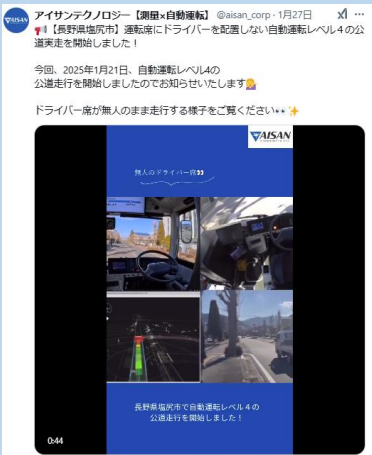 アイサンテクノロジー【測量×自動運転】 @aisan_corp · 1月27日
【長野県塩尻市】運転席にドライバーを配置しない自動運転レベル４の公
道実走を開始しました！
今回、2025年1月21日、自動運転レベル4の
公道走行を開始しましたのでお知らせいたします
ドライバー席が無人のまま走行する様子をご覧ください
AISAN
無人のドライバー席
長野県塩尻市で自動運転レベル４の
公道走行を開始しました！
0:44